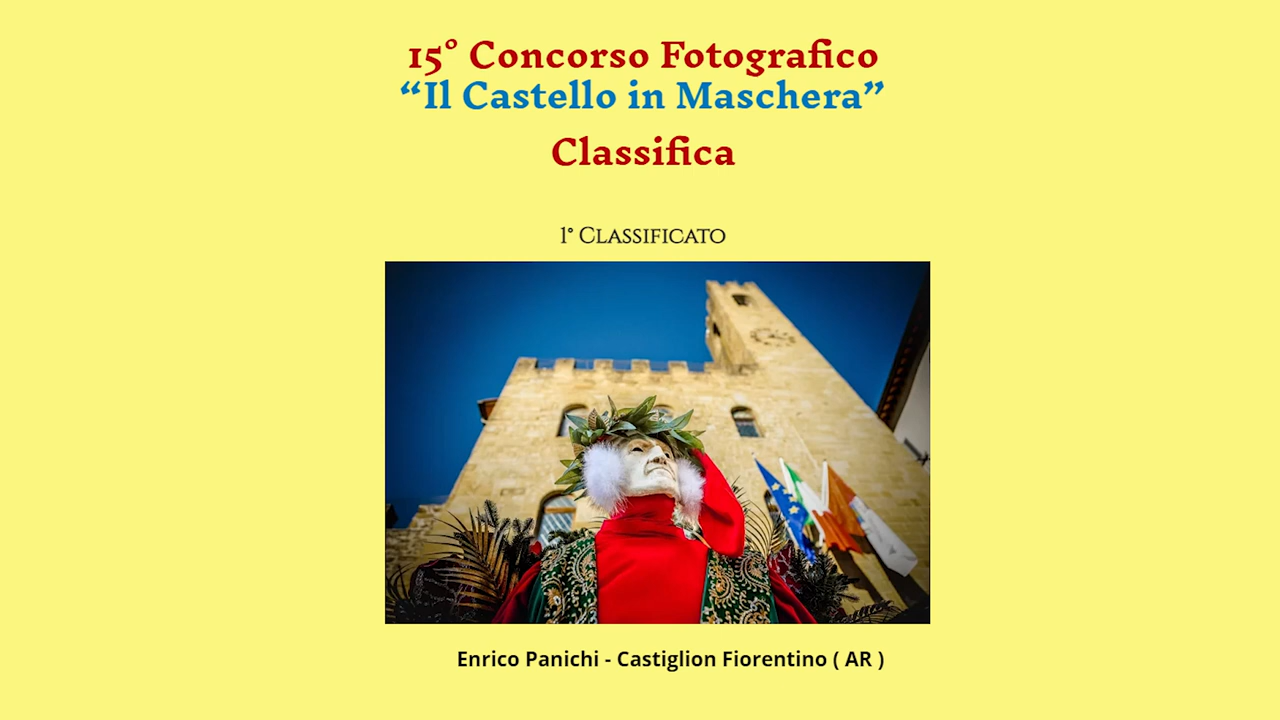 15° Concorso Fotografico
“Il Castello in Maschera”
Classifica
1° Classificato
Enrico Panichi - Castiglion Fiorentino ( AR )